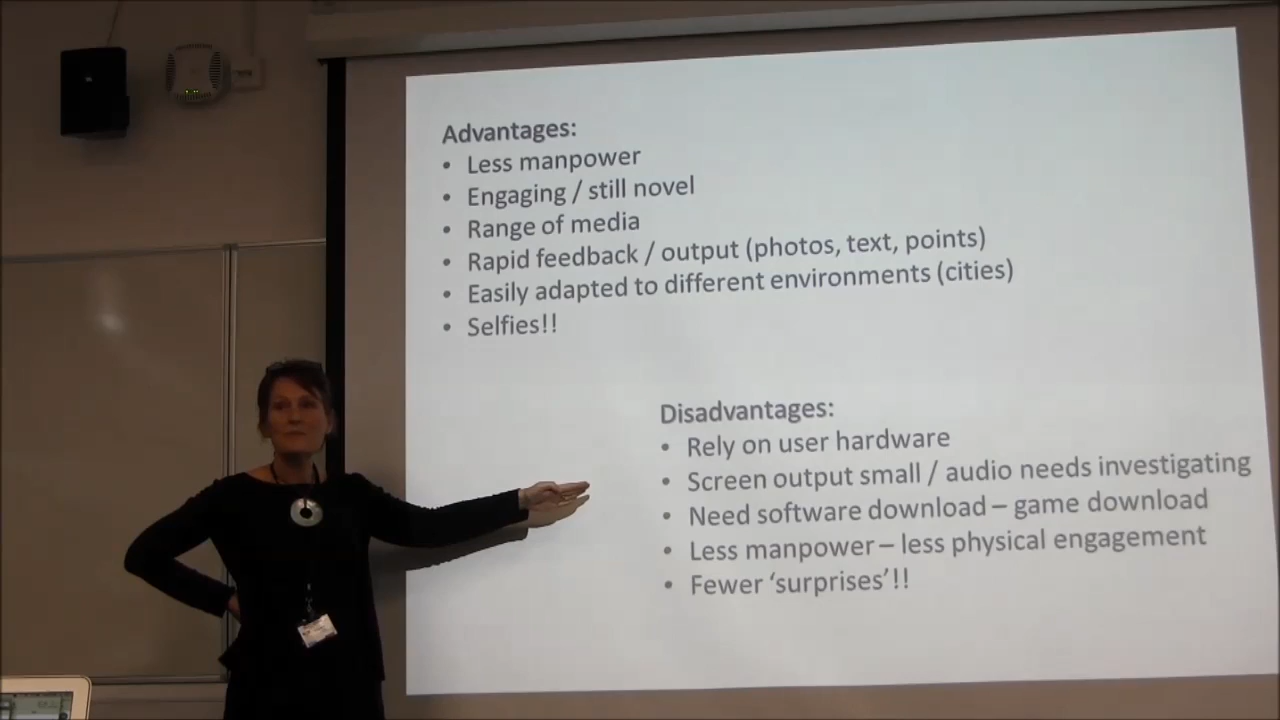 Advantages:
• Less manpower
• Engaging / still novel
• Range of media
• Rapid feedback / output (photos, text, points)
• Easily adapted to different environments (cities)
• Selfies!!
Disadvantages:
• Rely on user hardware
• Screen output small / audio needs investigating
• Need software download – game download
• Less manpower – less physical engagement
• Fewer ‘surprises’!!